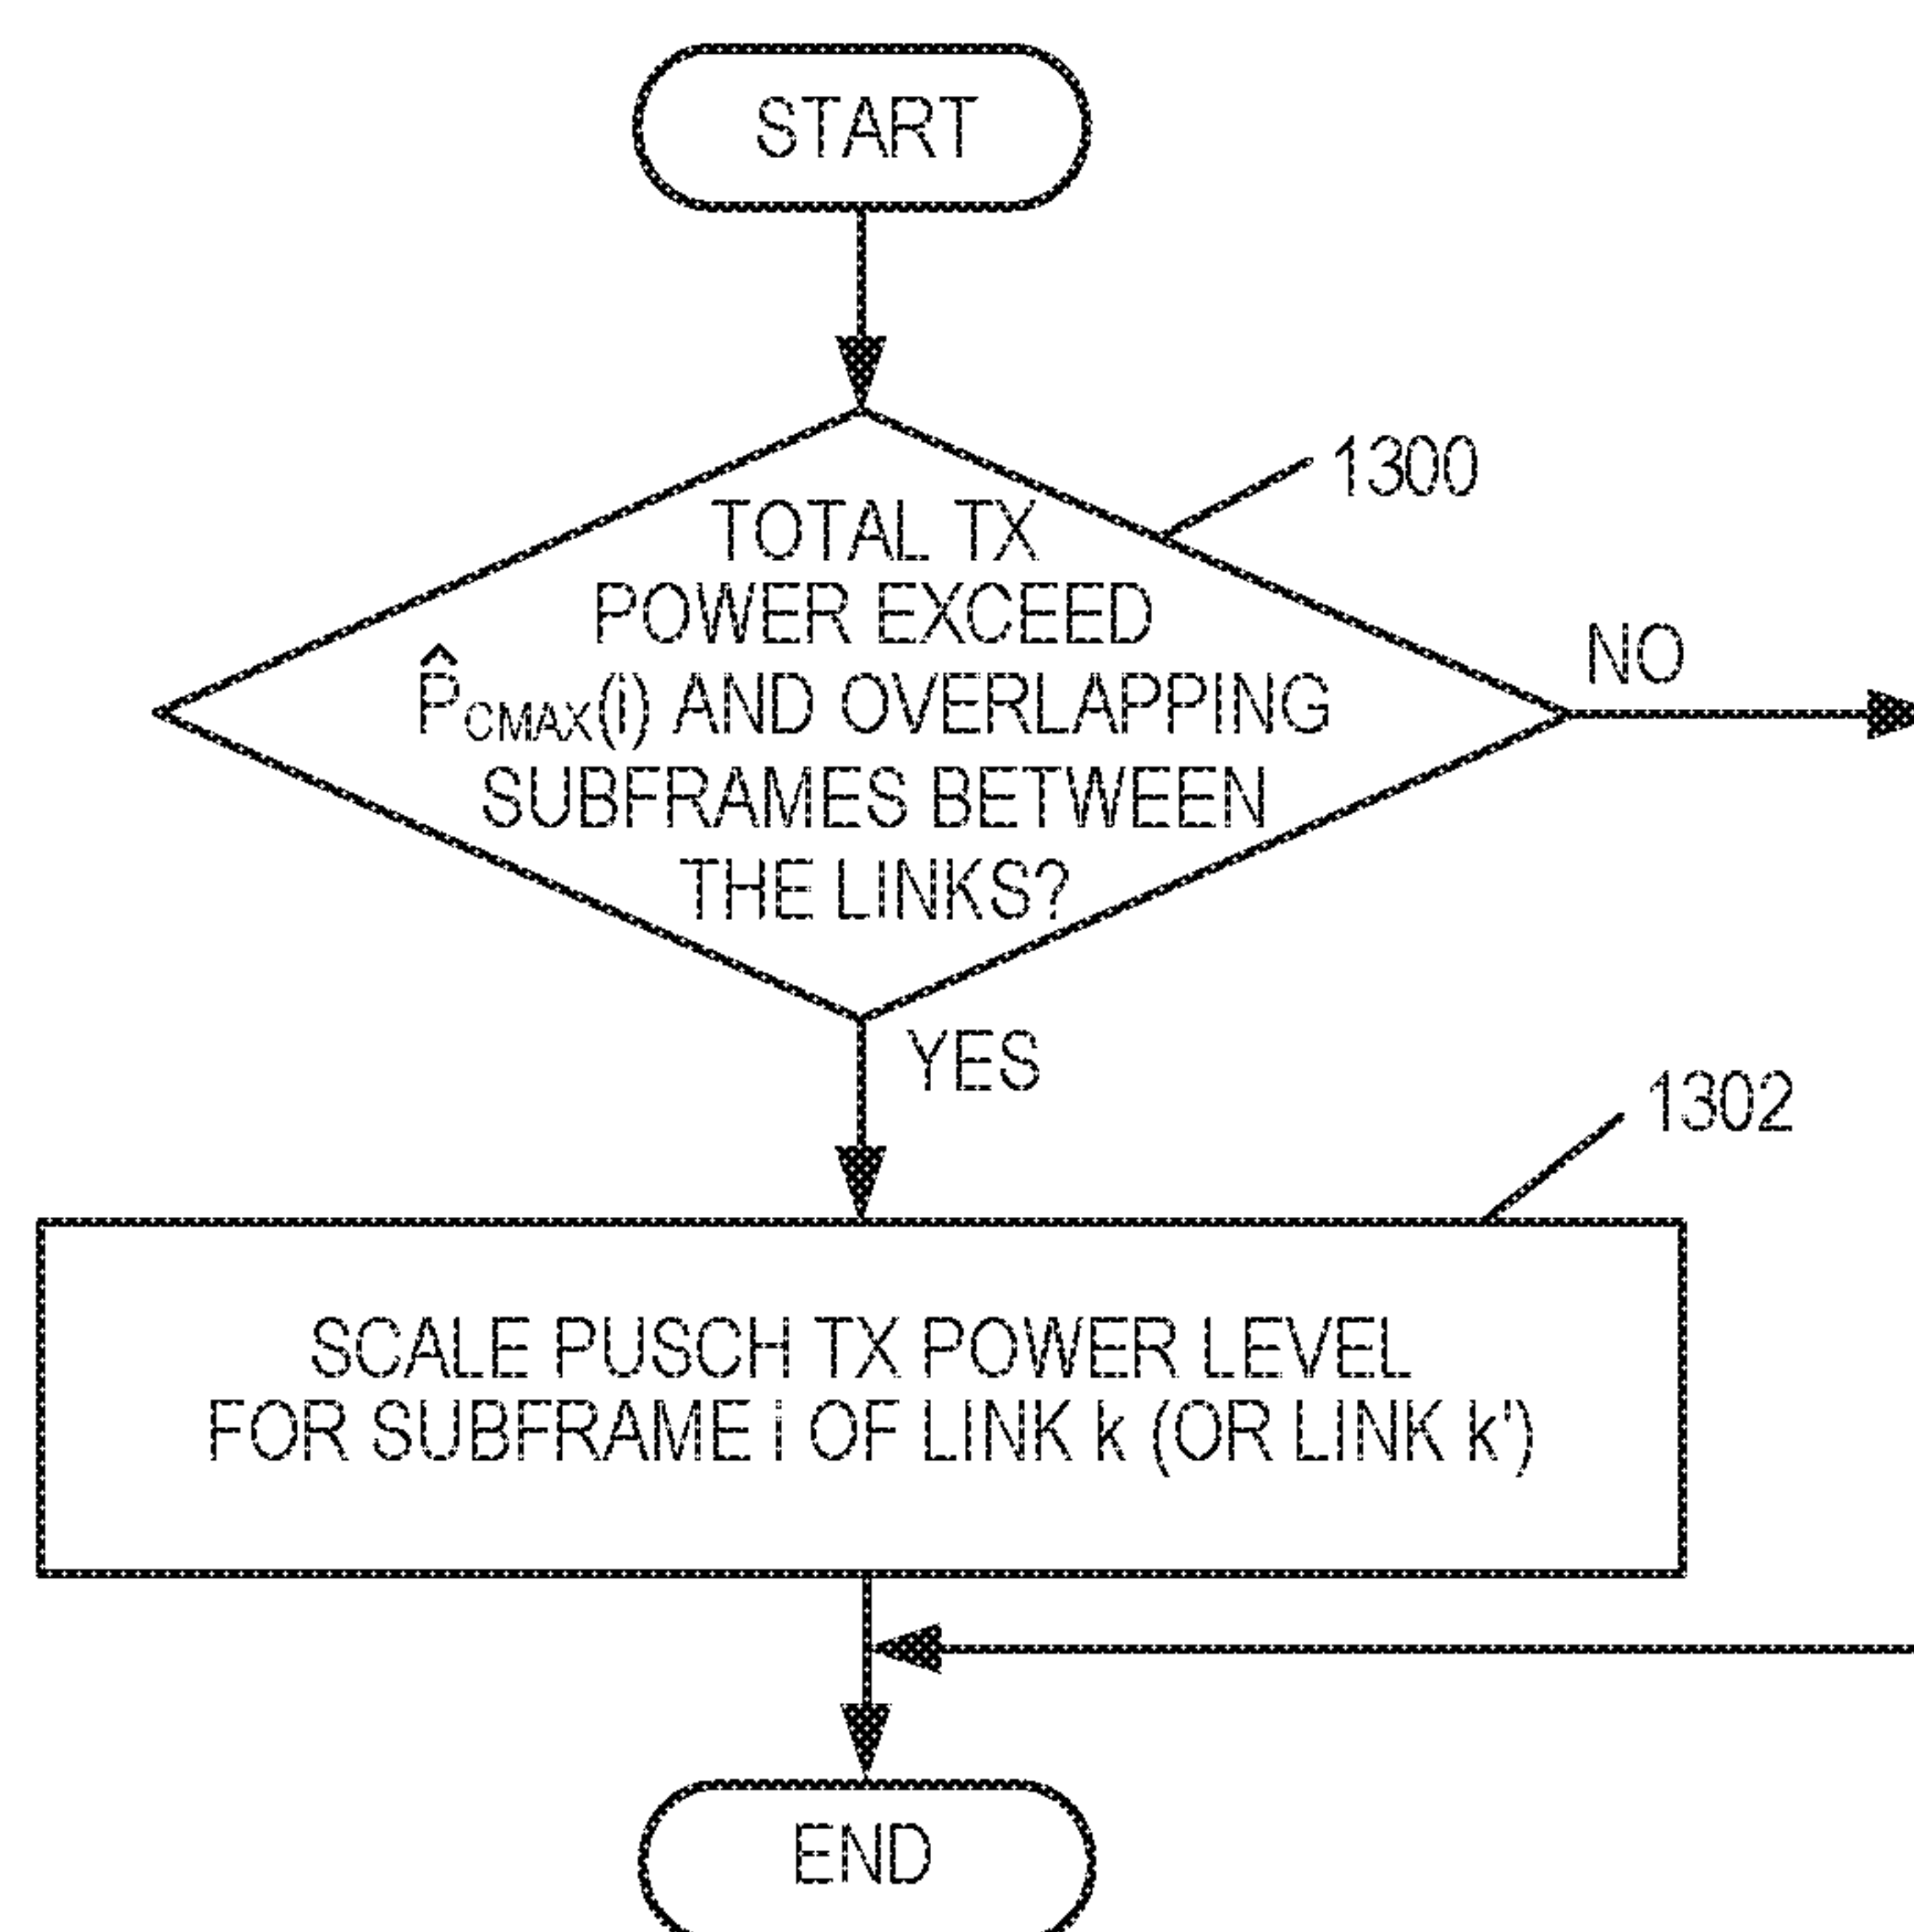 START
1300
TOTAL TX
POWER EXCEED
P̂CMAX(i) AND OVERLAPPING
SUBFRAMES BETWEEN
THE LINKS?
NO
YES
1302
SCALE PUSCH TX POWER LEVEL
FOR SUBFRAME i OF LINK k (OR LINK k')
END